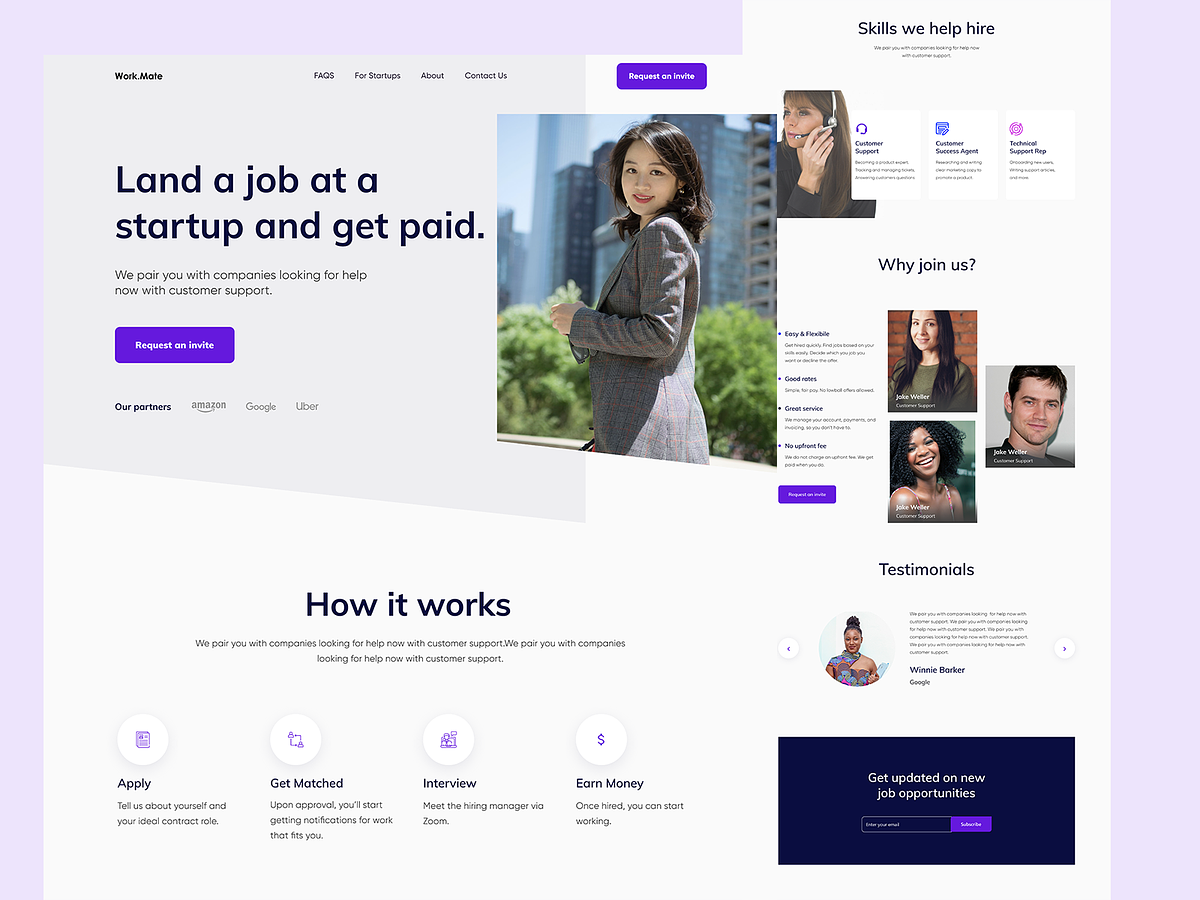 Work.Mate
FAQS
For Startups
About
Contact Us
Request an invite
Land a job at a
startup and get paid.
We pair you with companies looking for help
now with customer support.
Request an invite
Our partners
amazon
Google
Uber
How it works
We pair you with companies looking for help now with customer support.We pair you with companies
looking for help now with customer support.
Apply
Tell us about yourself and
your ideal contract role.
Get Matched
Upon approval, you'll start
getting notifications for work
that fits you.
Interview
Meet the hiring manager via
Zoom.
$
Earn Money
Once hired, you can start
working.
Skills we help hire
We pair you with companies looking for help now
with customer support.
Customer
Support
Becoming a product expert.
Tracking and managing tickets,
Answering customers questions
Customer
Success Agent
Researching and writing
clear marketing copy to
promote a product.
Technical
Support Rep
Onboarding new users,
Writing support articles,
and more.
Why join us?
Easy & Flexibile
Get hired quickly. Find jobs based on your
skills easily. Decide which you job you
want or decline the offer.
Good rates
Simple, fair pay. No lowball offers allowed.
Great service
We manage your account, payments, and
invoicing, so you don't have to.
No upfront fee
We do not charge an upfront fee. We get
paid when you do.
Request an invite
Jake Weller
Customer Support
Jake Weller
Customer Support
Jake Weller
Customer Support
Testimonials
We pair you with companies looking for help now with
customer support. We pair you with companies looking
for help now with customer support. We pair you with
companies looking for help now with customer support.
We pair you with companies looking for help now with
customer support.
Winnie Barker
Google
Get updated on new
job opportunities
Enter your email
Subscribe